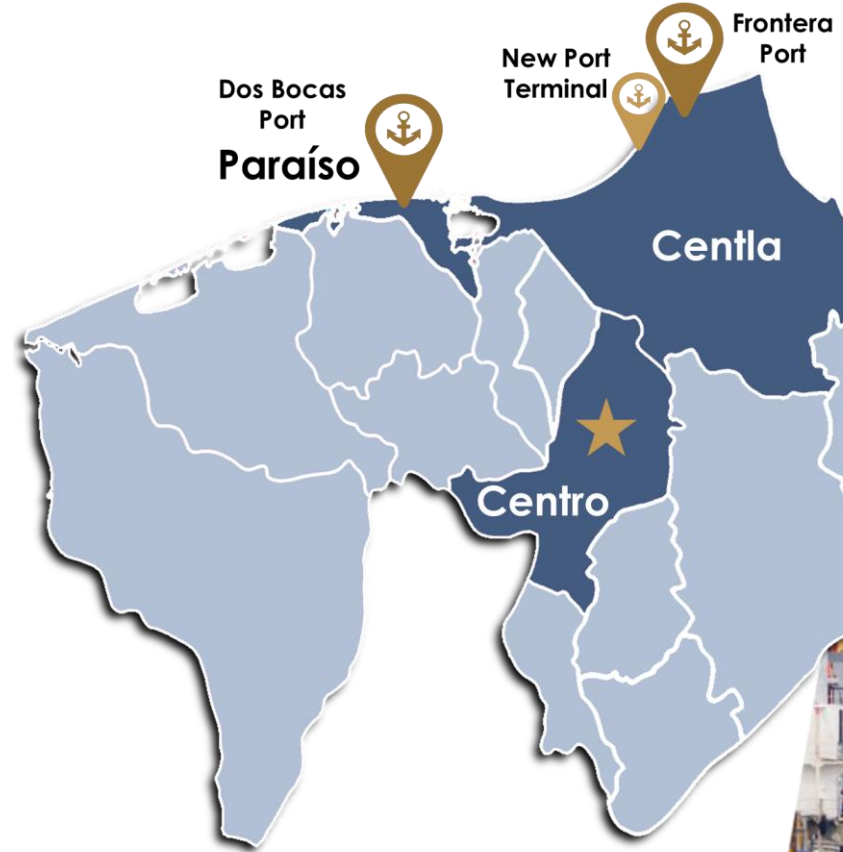 Frontera
Port
New Port
Terminal
Dos Bocas
Port
Paraíso
Centla
Centro